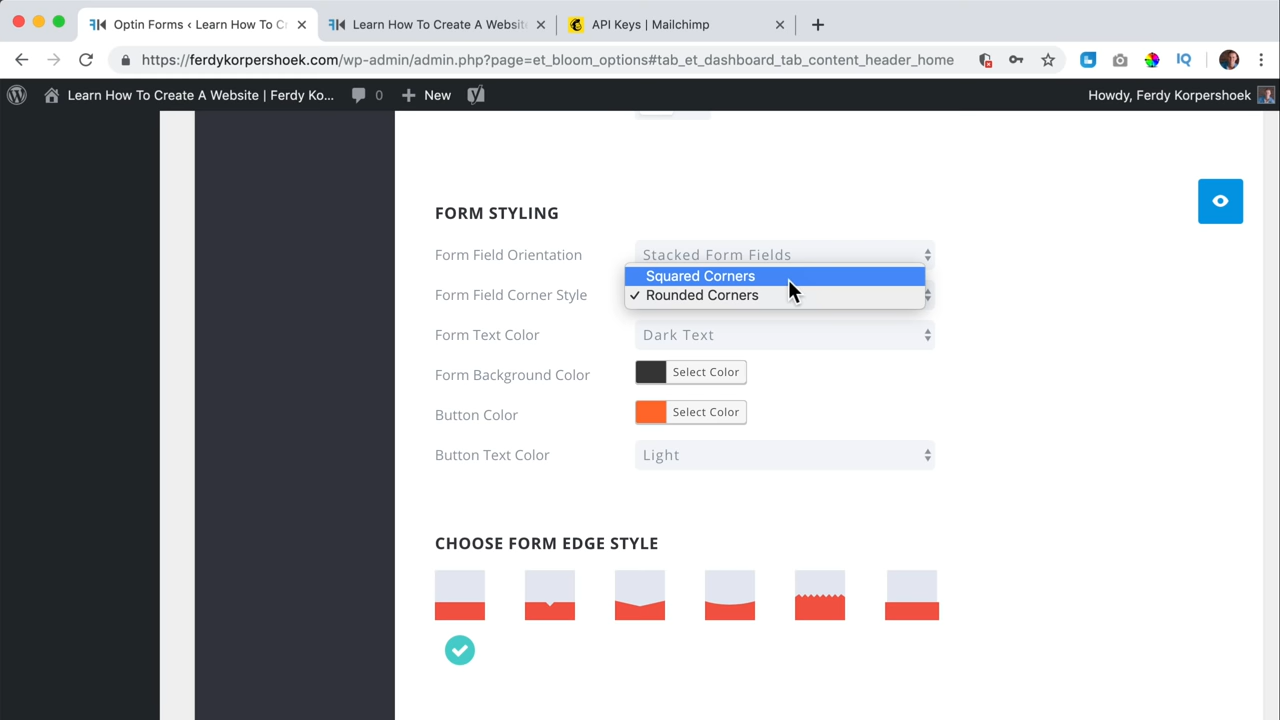 Optin Forms ‹ Learn How To C
Learn How To Create A Websit
API Keys | Mailchimp
https://ferdykorpershoek.com/wp-admin/admin.php?page=et_bloom_options#tab_et_dashboard_tab_content_header_home
Learn How To Create A Website | Ferdy Ko...
0
New
Howdy, Ferdy Korpershoek
FORM STYLING
Form Field Orientation
Stacked Form Fields
Squared Corners
Form Field Corner Style
✓ Rounded Corners
Form Text Color
Dark Text
Form Background Color
Select Color
Button Color
Select Color
Button Text Color
Light
CHOOSE FORM EDGE STYLE